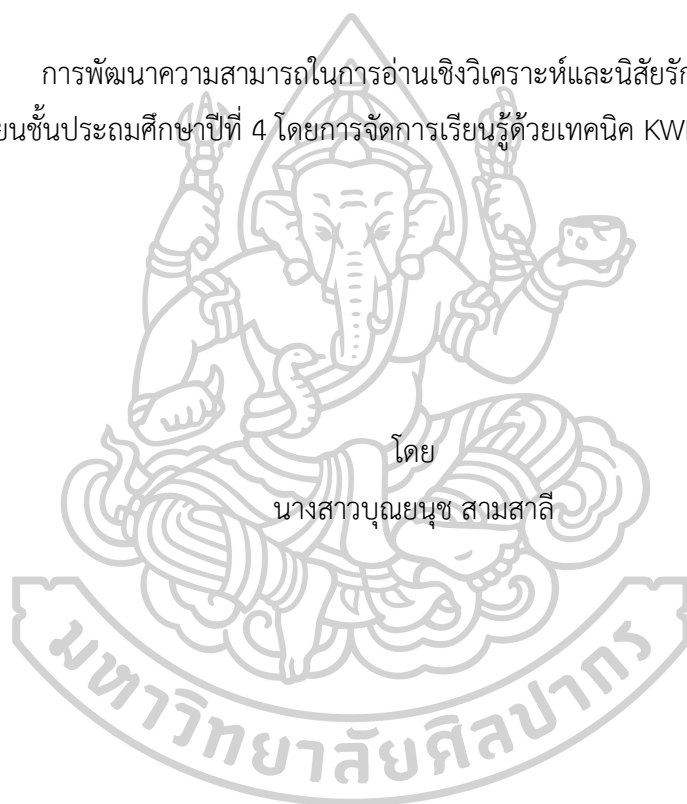 การพัฒนาความสามารถในการอ่านเชิงวิเคราะห์และนิสัยรัก
ยนชั้นประถมศึกษาปีที่ 4 โดยการจัดการเรียนรู้ด้วยเทคนิค
โดย
นางสาวบุณยนุช สามสาลี
มหาวิทยาลัยศิลปากร